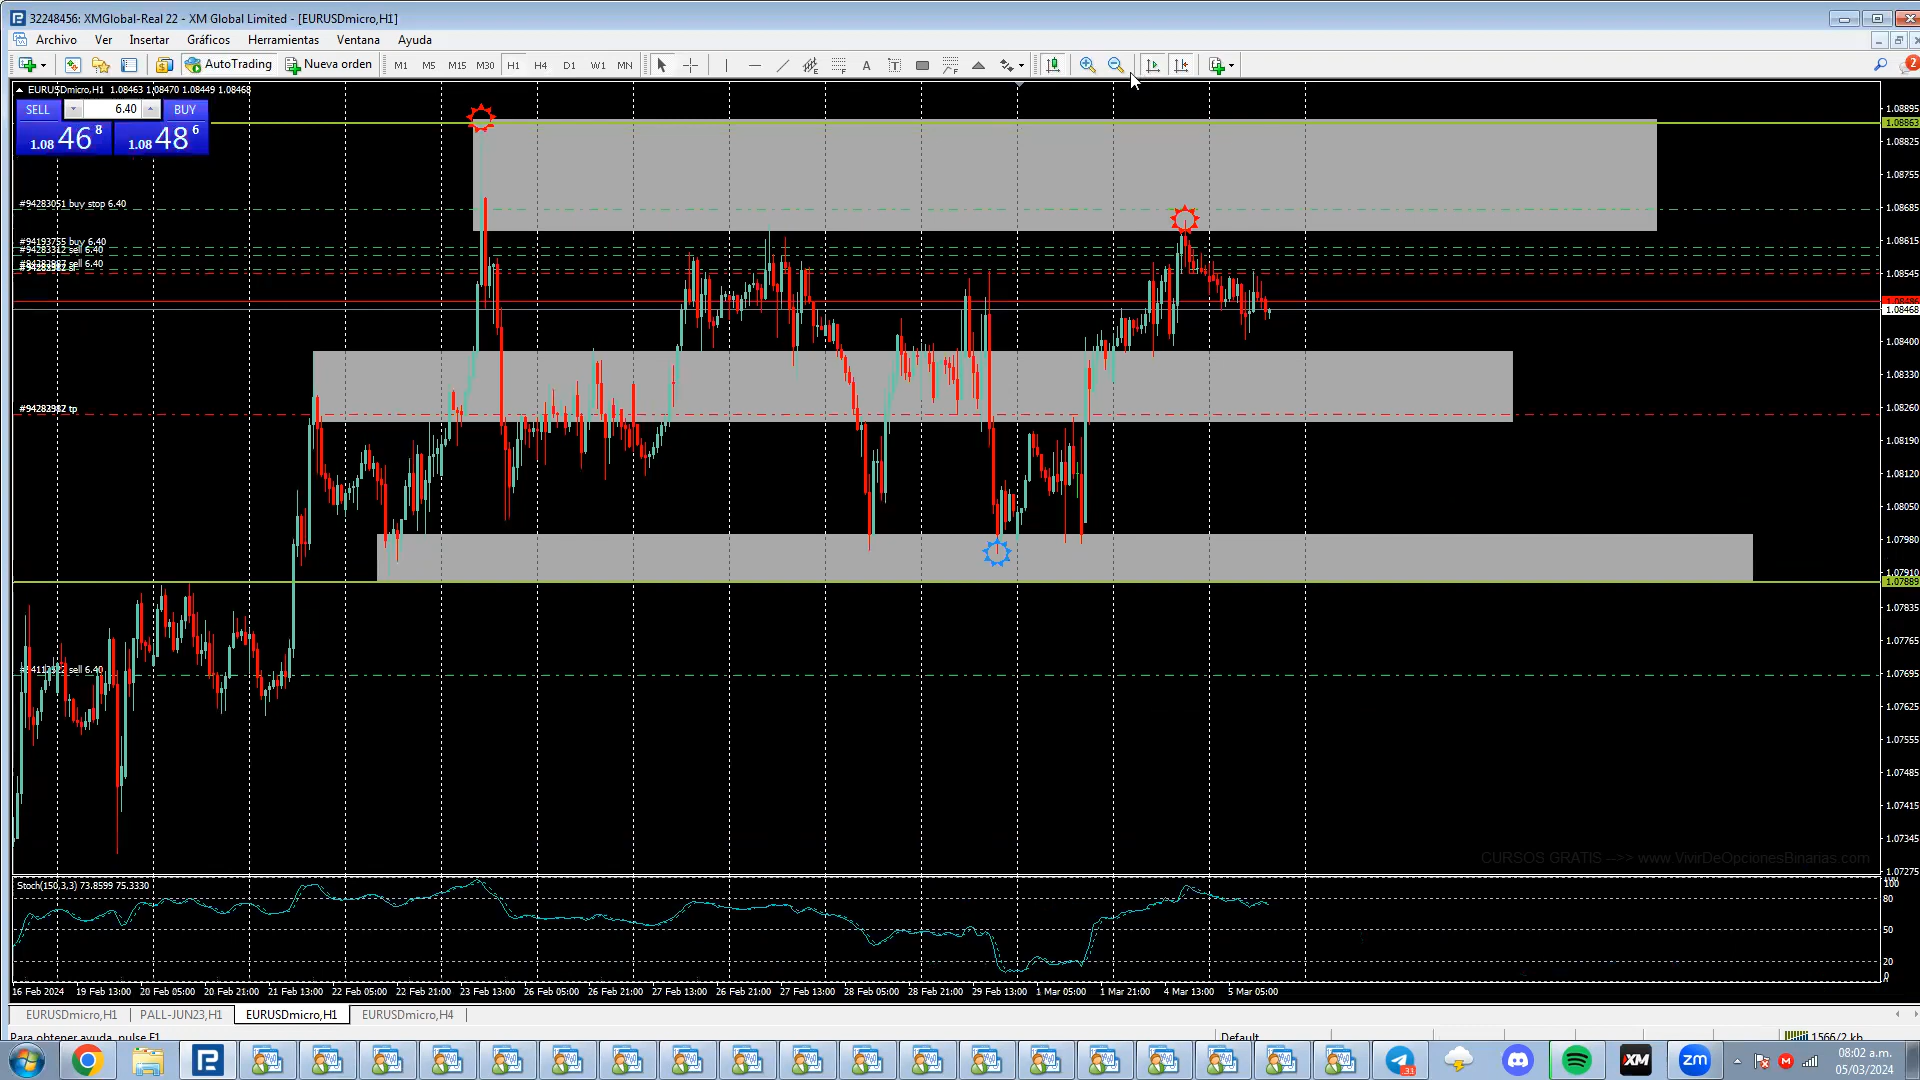 32248456: XMGlobal-Real 22 - XM Global Limited - [EURUSDmicro,H1]
Archivo Ver Insertar Gráficos Herramientas Ventana Ayuda
AutoTrading Nueva orden M1 M5 M15 M30 H1 H4 D1 W1 MN A T
2
EURUSDmicro,H1 1.08463 1.08470 1.08449 1.08468
SELL 6.40 BUY
1.08 46 8 1.08 48 6
1.08895
1.08863
1.08825
1.08755
#94283051 buy stop 6.40
1.08685
#94193755 buy 6.40
1.08615
1.08545
1.08468
1.08400
1.08330
#94283982 tp
1.08260
1.08190
1.08120
1.08050
1.07980
1.07910
1.07889
1.07835
1.07765
1.07695
1.07625
1.07555
1.07485
1.07415
1.07345
CURSOS GRATIS -->> www.VivirDeOpcionesBinarias.com
1.07275
Stoch(150,3,3) 73.8599 75.3330
100
80
50
20
0
16 Feb 2024 19 Feb 13:00 20 Feb 05:00 20 Feb 21:00 21 Feb 13:00 22 Feb 05:00 22 Feb 21:00 23 Feb 13:00 26 Feb 05:00 26 Feb 21:00 27 Feb 13:00 26 Feb 21:00 27 Feb 13:00 28 Feb 05:00 28 Feb 21:00 29 Feb 13:00 1 Mar 05:00 1 Mar 21:00 4 Mar 13:00 5 Mar 05:00
EURUSDmicro,H1 PALL-JUN23,H1 EURUSDmicro,H1 EURUSDmicro,H4
Para obtener ayuda, pulse F1 Default 1566/2 kb
XM zm 08:02 a.m.
05/03/2024